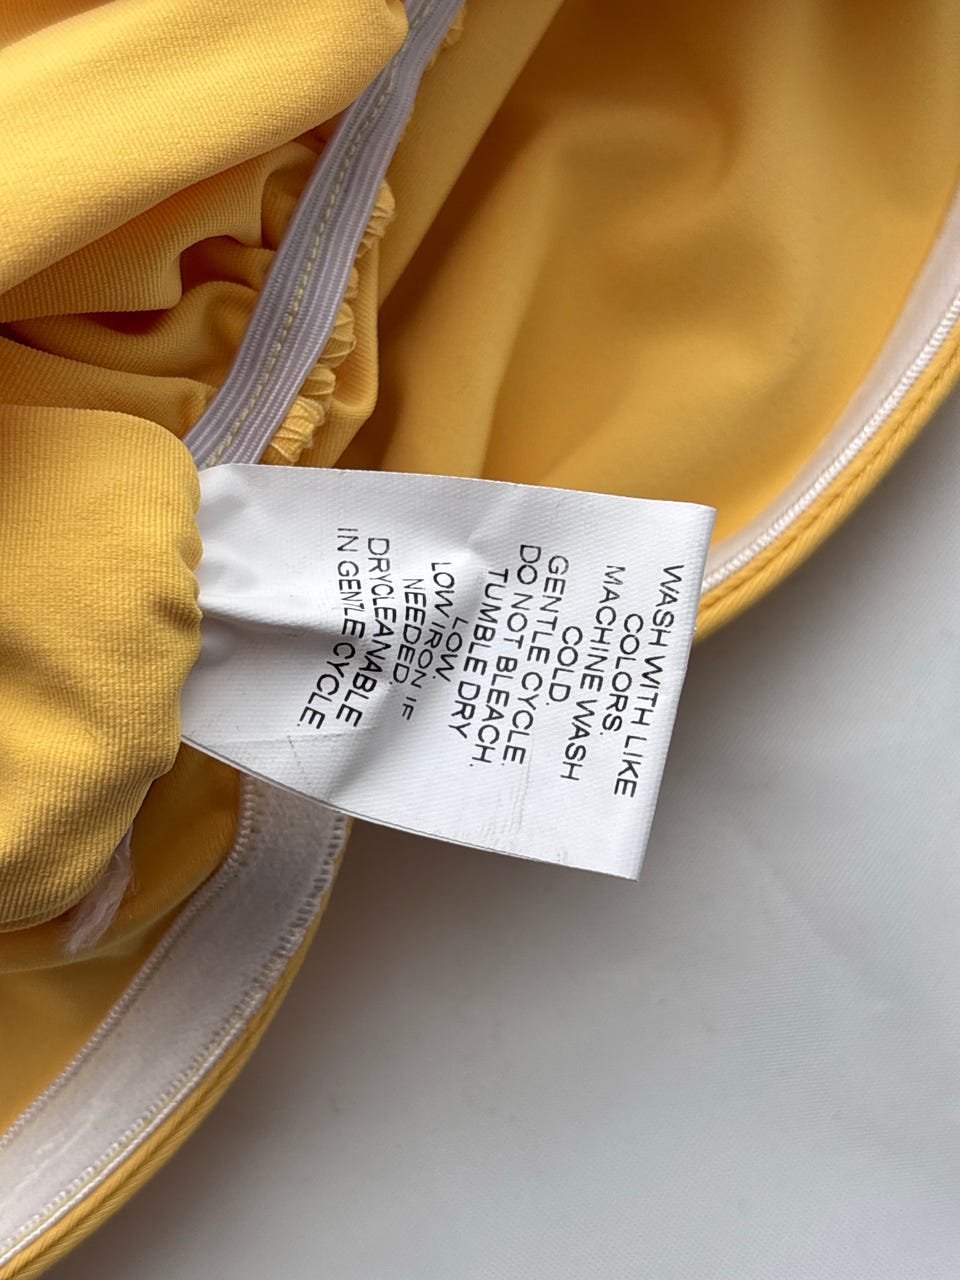 WASH WITH LIKE
COLORS.
MACHINE WASH
COLD.
GENTLE CYCLE.
DO NOT BLEACH.
TUMBLE DRY
LOW.
LOW IRON IF
NEEDED.
DRYCLEANABLE
IN GENTLE CYCLE.